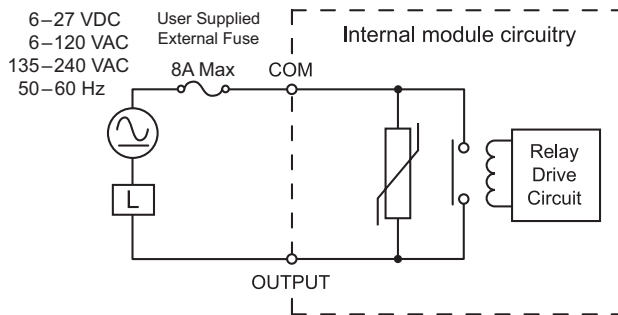 6–27 VDC
6–120 VAC
135–240 VAC
50–60 Hz
User Supplied
External Fuse
8A Max
COM
Internal module circuitry
L
Relay
Drive
Circuit
OUTPUT